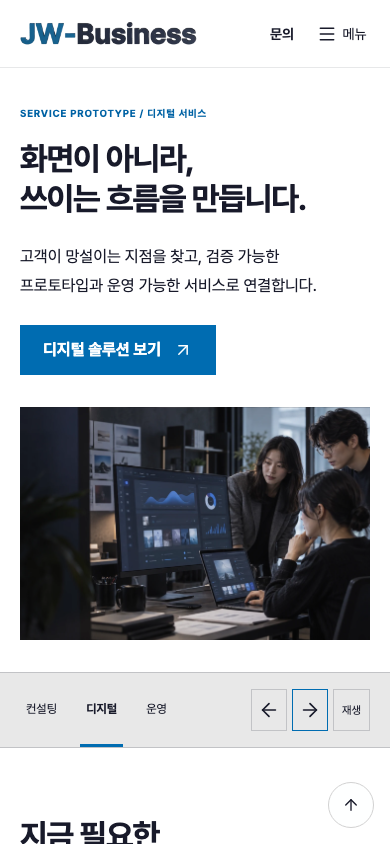 JW-Business
문의
메뉴
SERVICE PROTOTYPE / 디지털 서비스
화면이 아니라,
쓰이는 흐름을 만듭니다.
고객이 망설이는 지점을 찾고, 검증 가능한
프로토타입과 운영 가능한 서비스로 연결합니다.
디지털 솔루션 보기
컨설팅
디지털
운영
재생
지금 필요한